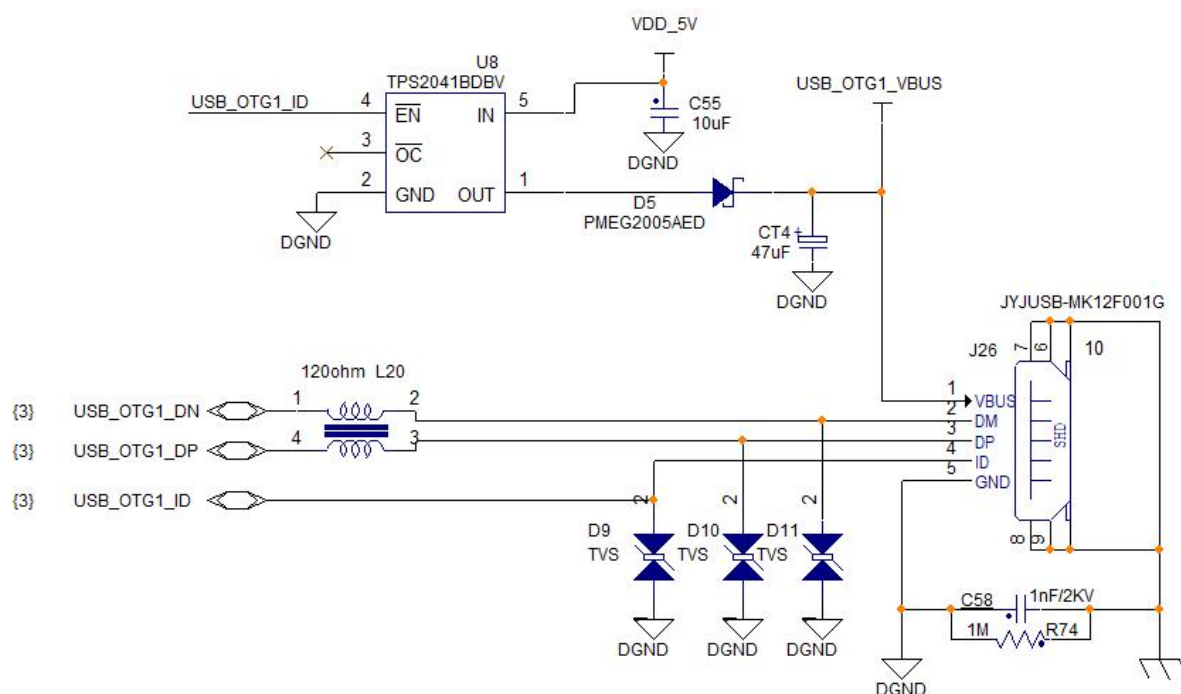 VDD_5V
U8
TPS2041BDBV
USB_OTG1_VBUS
USB_OTG1_ID
4
EN
IN
5
C55
10uF
3
OC
DGND
2
GND
OUT
1
D5
PMEG2005AED
DGND
CT4
+
47uF
DGND
JYJUSB-MK12F001G
J26
7
6
10
120ohm L20
{3} USB_OTG1_DN
1
2
1
VBUS
2
DM
{3} USB_OTG1_DP
4
3
3
DP
4
ID
5
GND
SHD
{3} USB_OTG1_ID
2
2
2
8
9
D9
TVS
D10
TVS
D11
TVS
C58
1nF/2KV
1M
R74
DGND
DGND
DGND
DGND